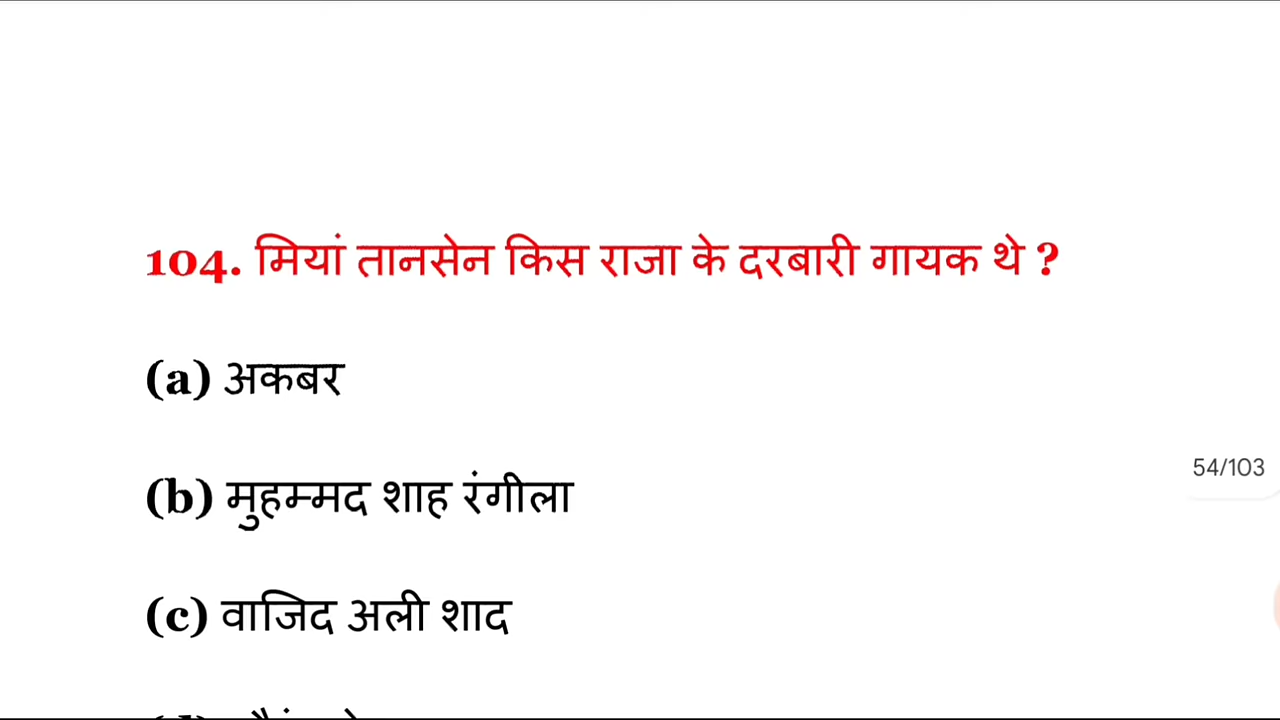 104. मियां तानसेन किस राजा के दरबारी गायक थे ?
(a) अकबर
(b) मुहम्मद शाह रंगीला
54/103
(c) वाजिद अली शाद